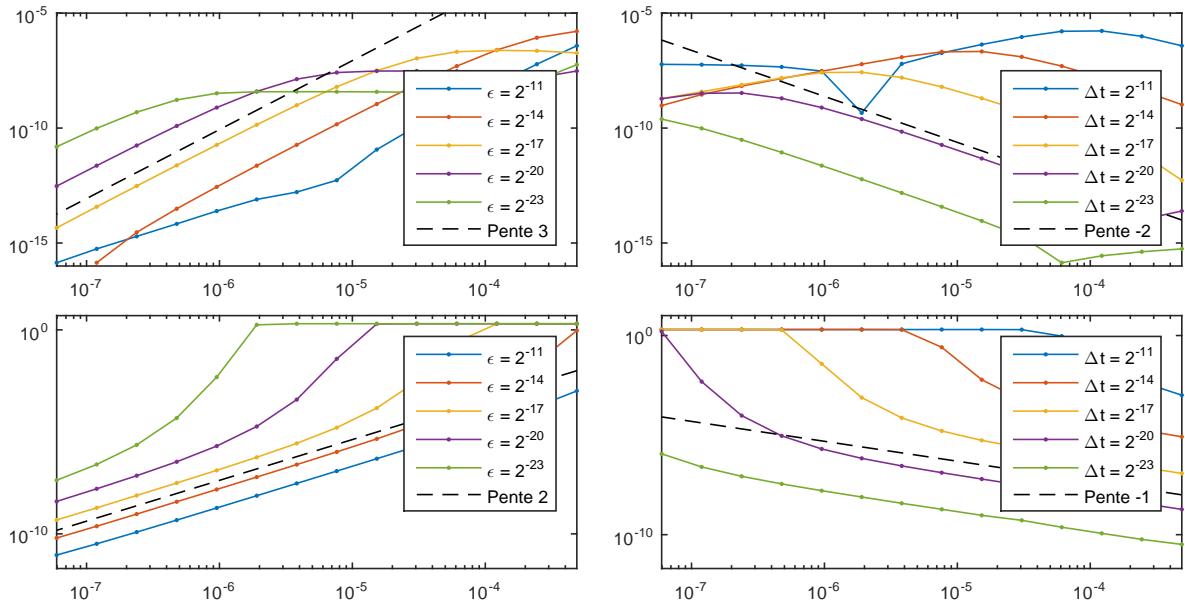 10^-5
10^-10
10^-15
10^-7
10^-6
10^-5
10^-4
ϵ = 2^-11
ϵ = 2^-14
ϵ = 2^-17
ϵ = 2^-20
ϵ = 2^-23
Pente 3
10^-5
10^-10
10^-15
10^-7
10^-6
10^-5
10^-4
Δt = 2^-11
Δt = 2^-14
Δt = 2^-17
Δt = 2^-20
Δt = 2^-23
Pente -2
10^0
10^-10
10^-7
10^-6
10^-5
10^-4
ϵ = 2^-11
ϵ = 2^-14
ϵ = 2^-17
ϵ = 2^-20
ϵ = 2^-23
Pente 2
10^0
10^-10
10^-7
10^-6
10^-5
10^-4
Δt = 2^-11
Δt = 2^-14
Δt = 2^-17
Δt = 2^-20
Δt = 2^-23
Pente -1